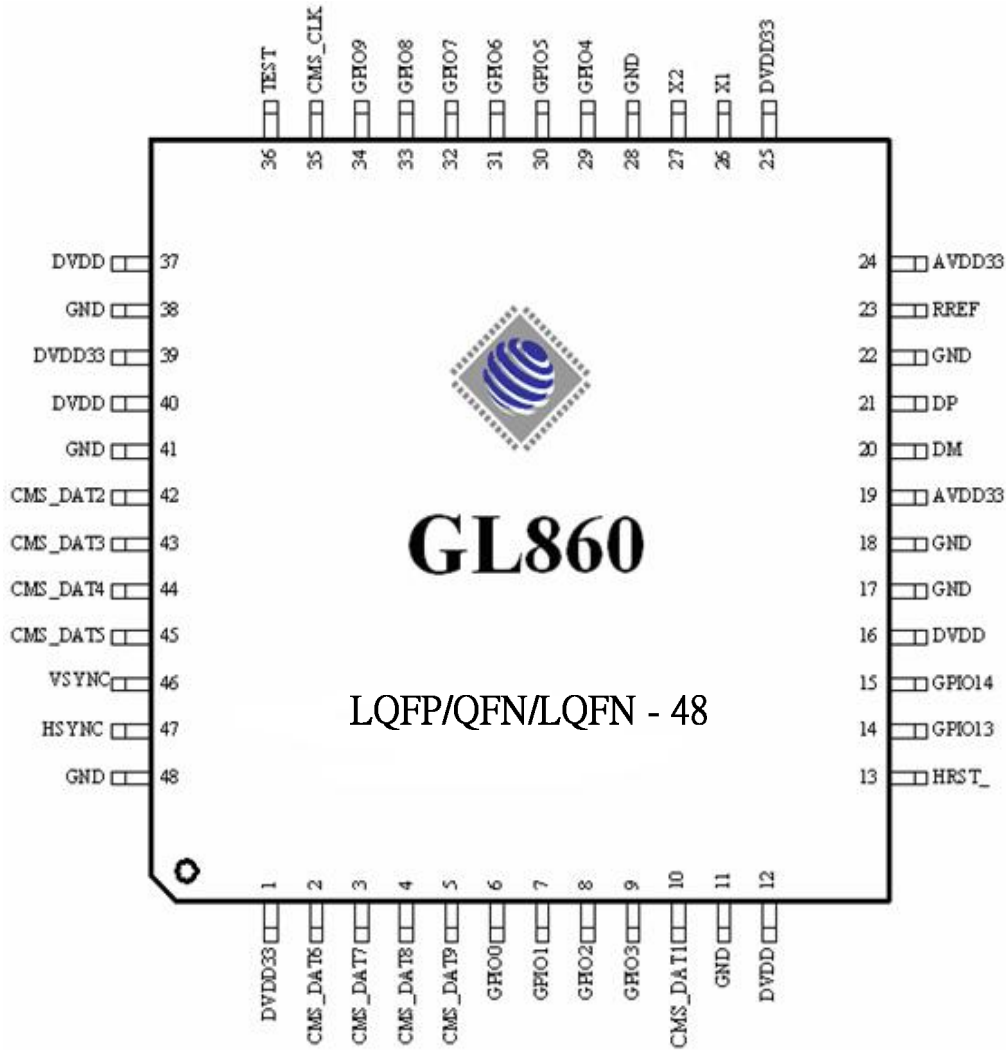 TEST
CMS_CLK
GPIO9
GPIO8
GPIO7
GPIO6
GPIO5
GPIO4
GND
X2
X1
DVDD33
36 35 34 33 32 31 30 29 28 27 26 25
DVDD 37
GND 38
DVDD33 39
DVDD 40
GND 41
CMS_DAT2 42
CMS_DAT3 43
CMS_DAT4 44
CMS_DAT5 45
VSYNC 46
HSYNC 47
GND 48
24 AVDD33
23 RREF
22 GND
21 DP
20 DM
19 AVDD33
18 GND
17 GND
16 DVDD
15 GPIO14
14 GPIO13
13 HRST_
GL860
LQFP/QFN/LQFN - 48
1 2 3 4 5 6 7 8 9 10 11 12
DVDD33
CMS_DAT6
CMS_DAT7
CMS_DAT8
CMS_DAT9
GPIO0
GPIO1
GPIO2
GPIO3
CMS_DAT1
GND
DVDD